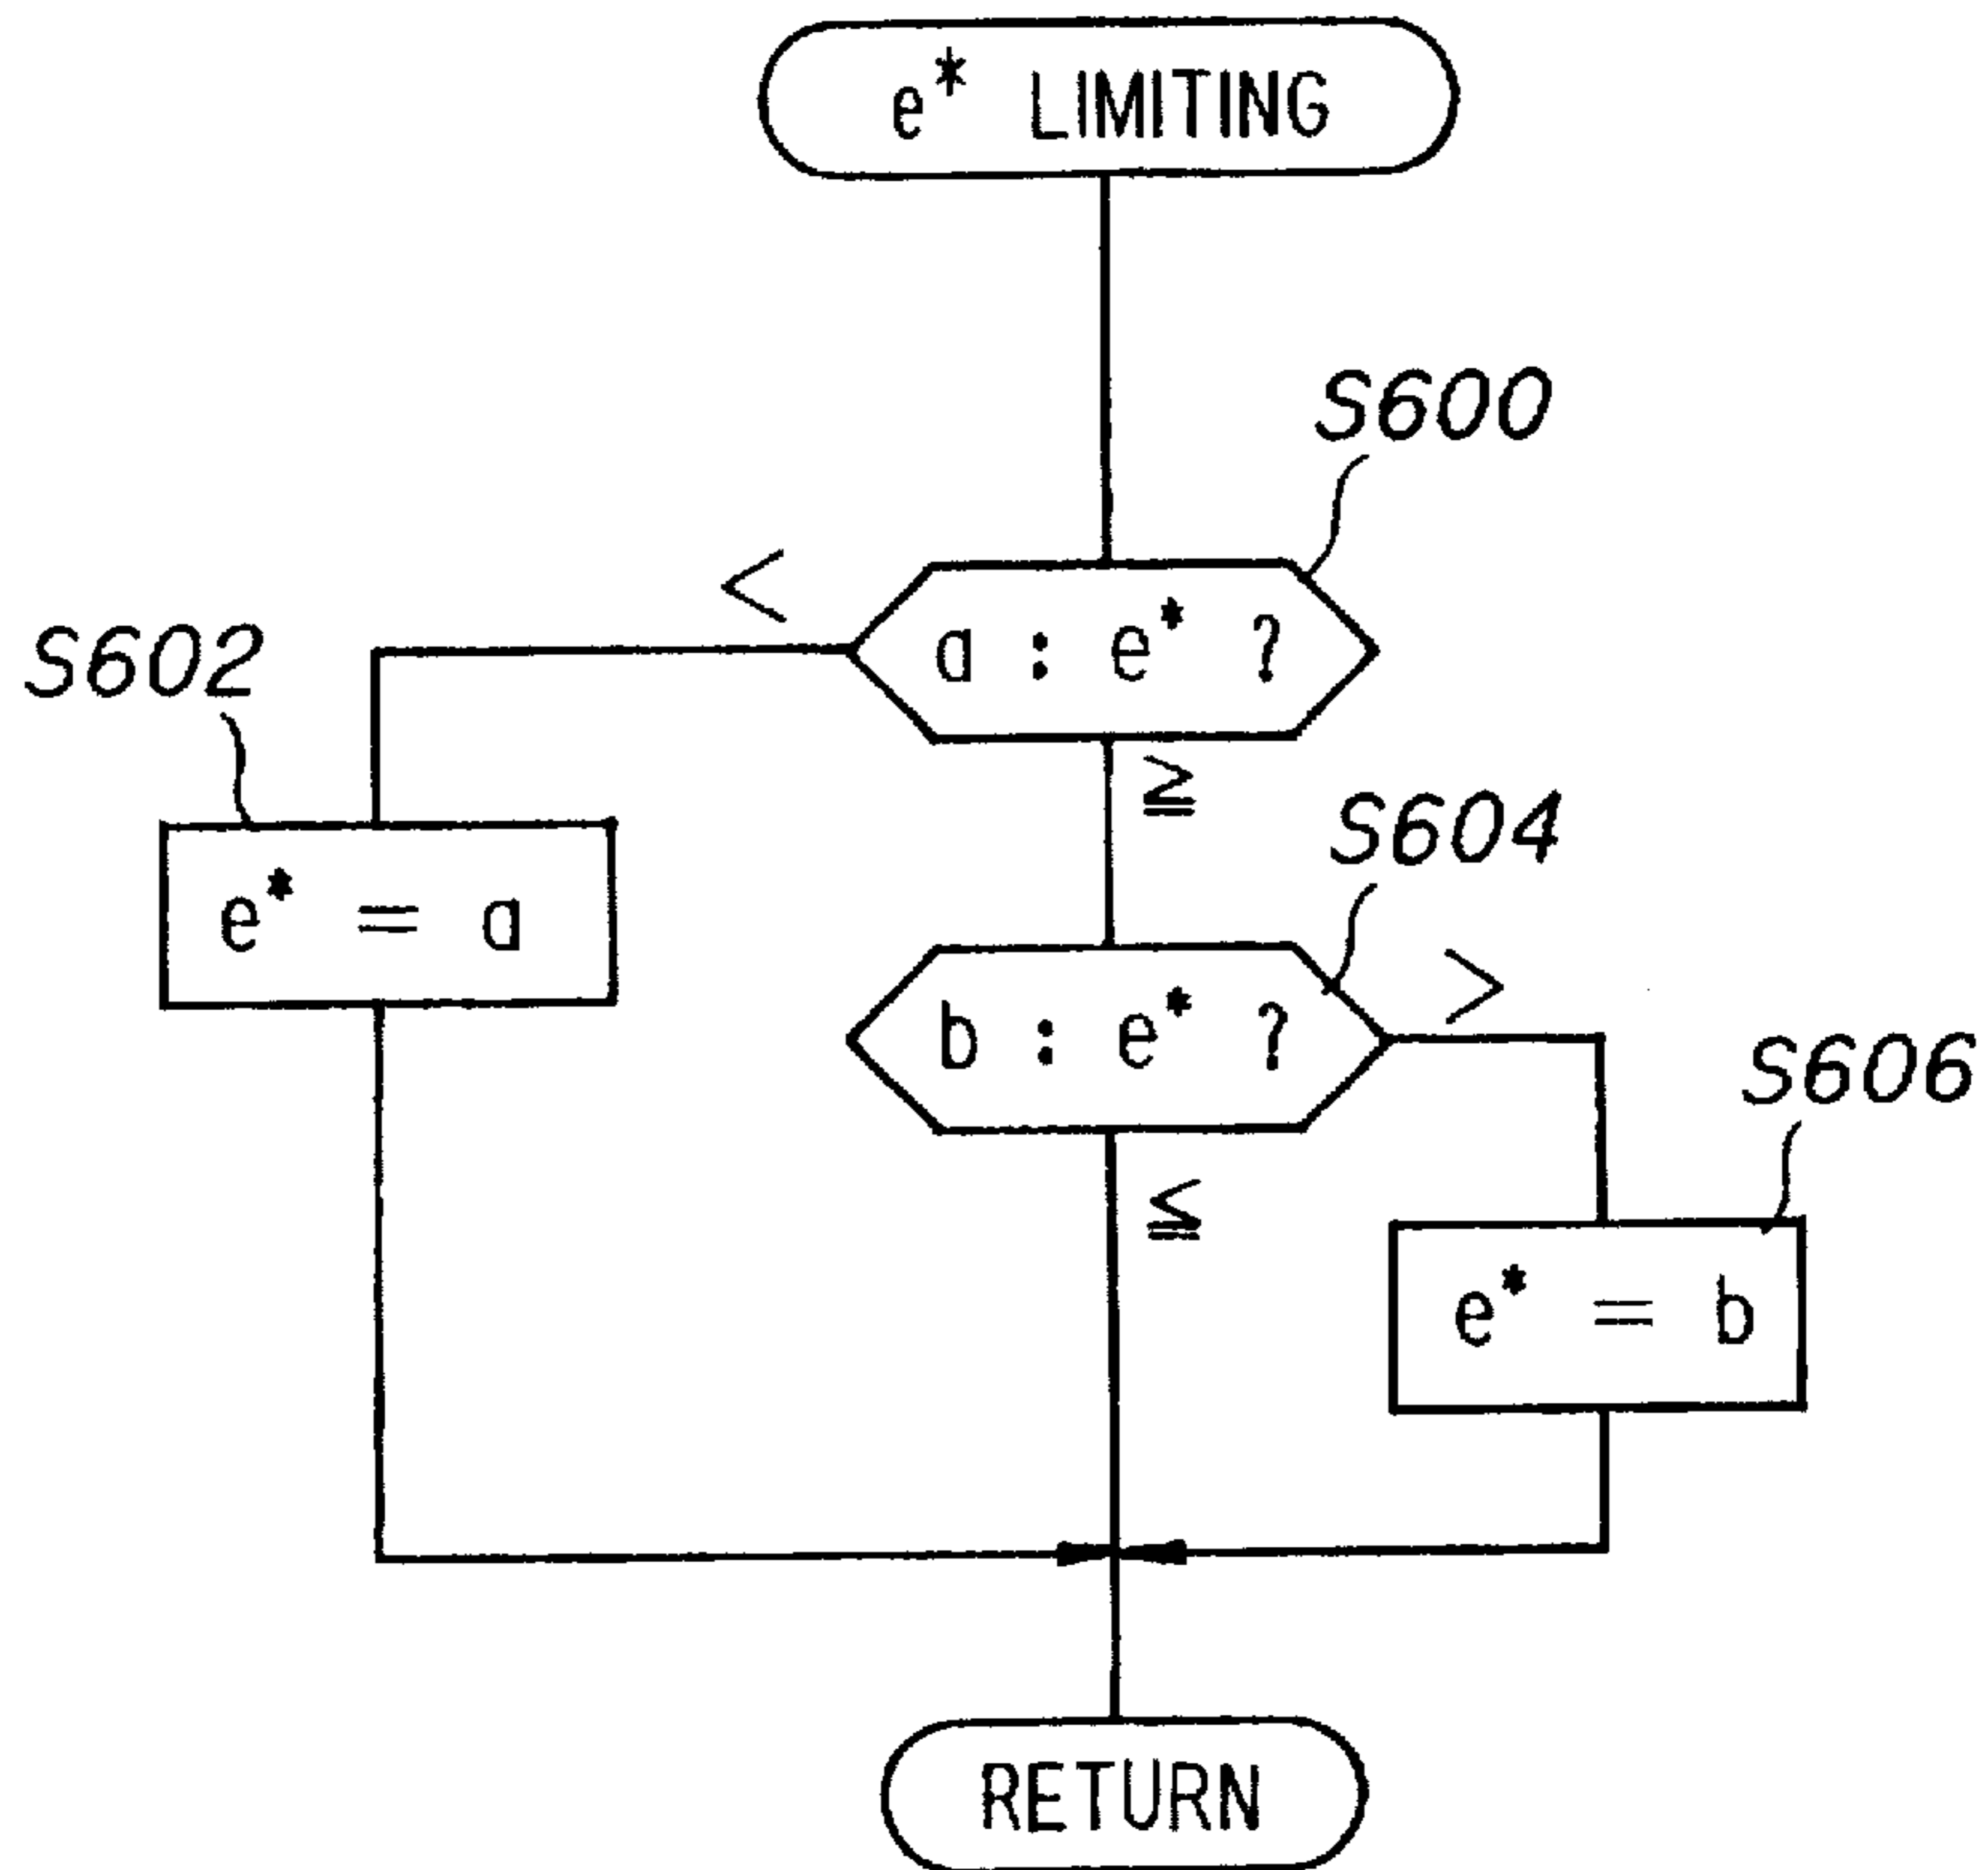 e* LIMITING
S600
<
a : e* ?
S602
≧
S604
e* = a
>
b : e* ?
S606
≦
e* = b
RETURN